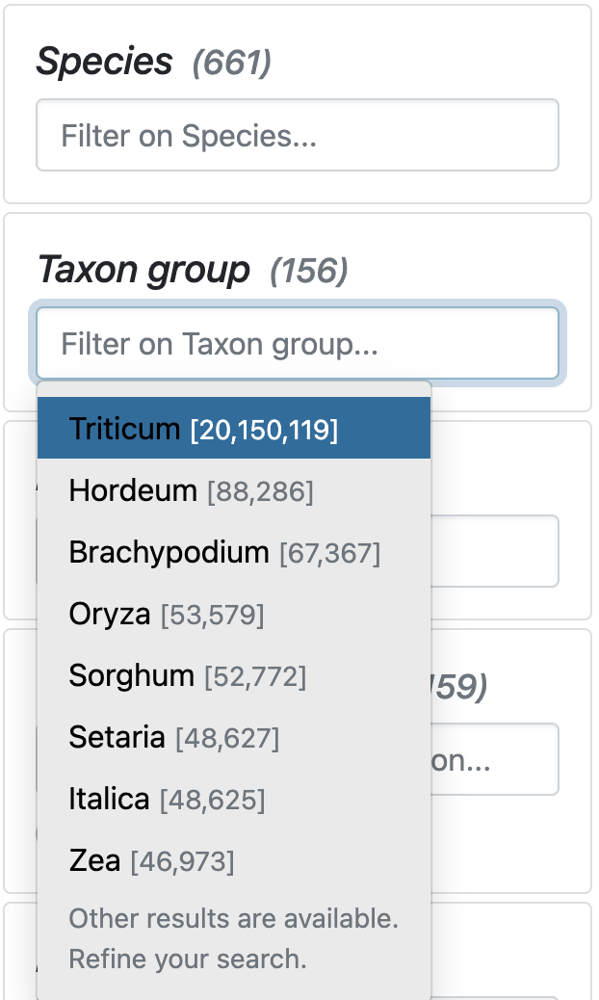 Species (661)
Filter on Species...
Taxon group (156)
Filter on Taxon group...
Triticum [20,150,119]
Hordeum [88,286]
Brachypodium [67,367]
Oryza [53,579]
Sorghum [52,772]
59)
Setaria [48,627]
on...
Italica [48,625]
Zea [46,973]
Other results are available.
Refine your search.